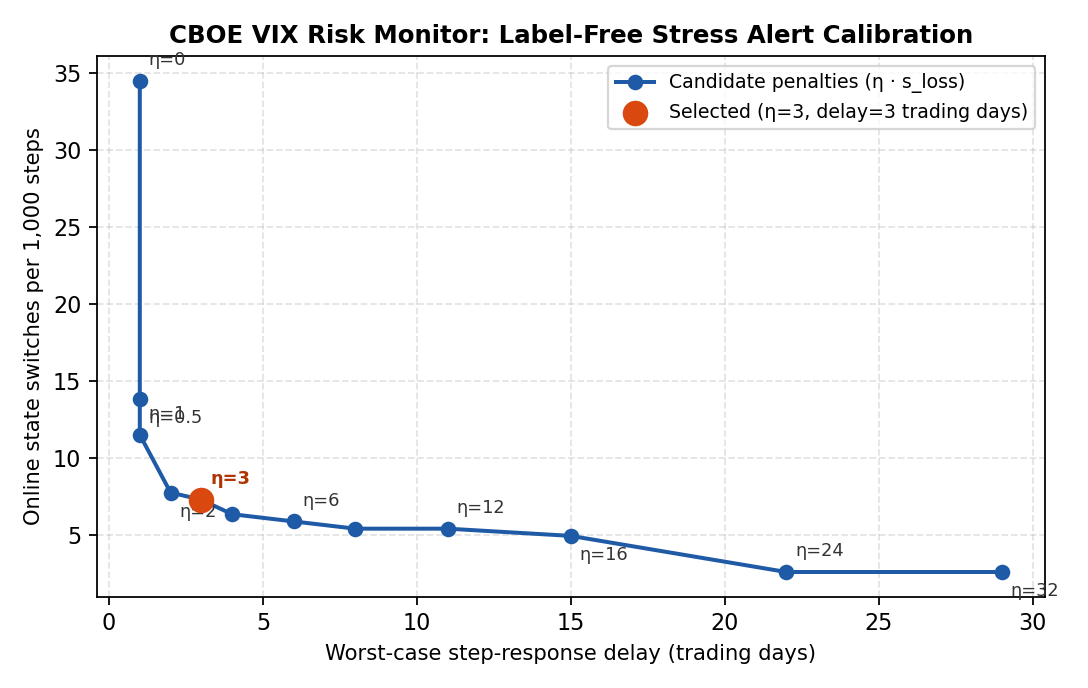 CBOE VIX Risk Monitor: Label-Free Stress Alert Calibration
Online state switches per 1,000 steps
35
30
25
20
15
10
5
η=0
η=1
η=0.5
η=2
η=3
η=6
η=12
η=16
η=24
η=32
Candidate penalties (η · s_loss)
Selected (η=3, delay=3 trading days)
0 5 10 15 20 25 30
Worst-case step-response delay (trading days)